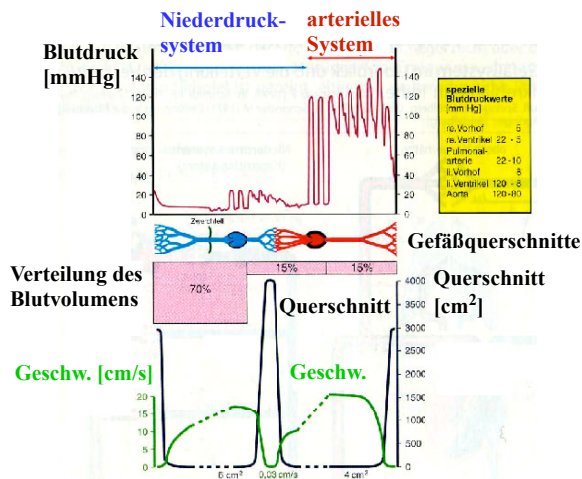 Niederdruck-
system
arterielles
System
Blutdruck
[mmHg]
140
120
100
80
60
40
20
0
140
120
100
80
60
40
20
0
spezielle
Blutdruckwerte
[mm Hg]
re.Vorhof 6
re.Ventrikel 22 - 5
Pulmonal-
arterie 22-10
li.Vorhof 8
li.Ventrikel 120 - 8
Aorta 120-80
Zwerchfell
Gefäßquerschnitte
Verteilung des
Blutvolumens
70%
15%
15%
Querschnitt
Querschnitt
[cm²]
4000
3000
2000
1500
1000
500
0
Geschw. [cm/s]
Geschw.
20
15
10
5
0
6 cm² 0,03 cm/s 4 cm²